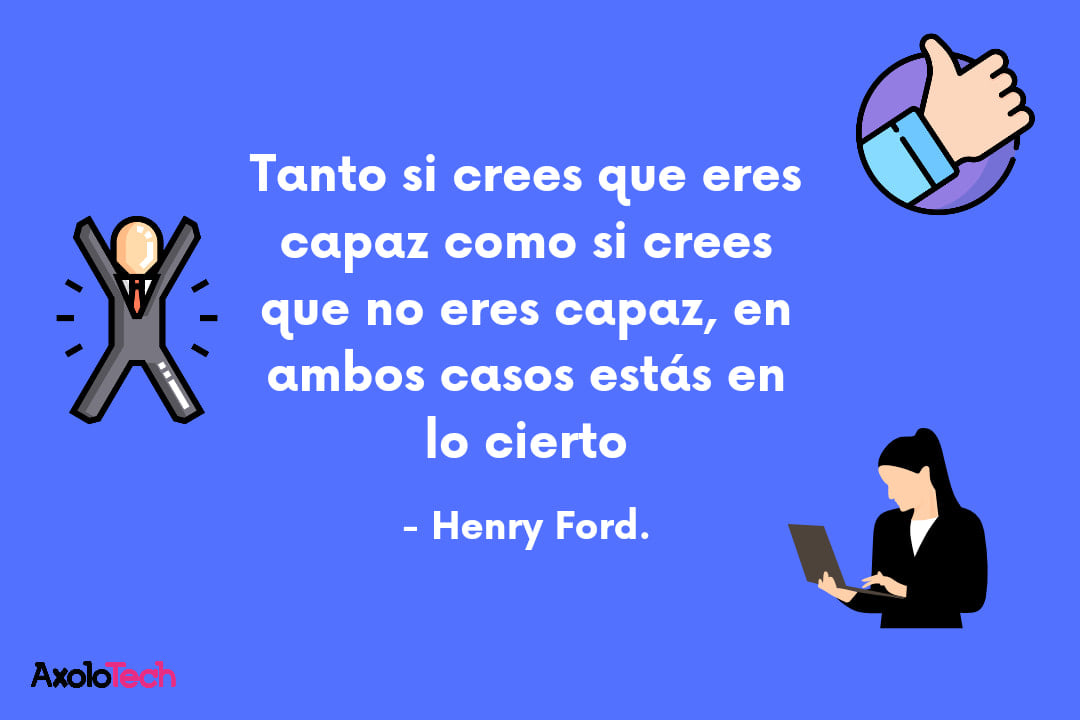 Tanto si crees que eres
capaz como si crees
que no eres capaz, en
ambos casos estás en
lo cierto
- Henry Ford.
AxoloTech